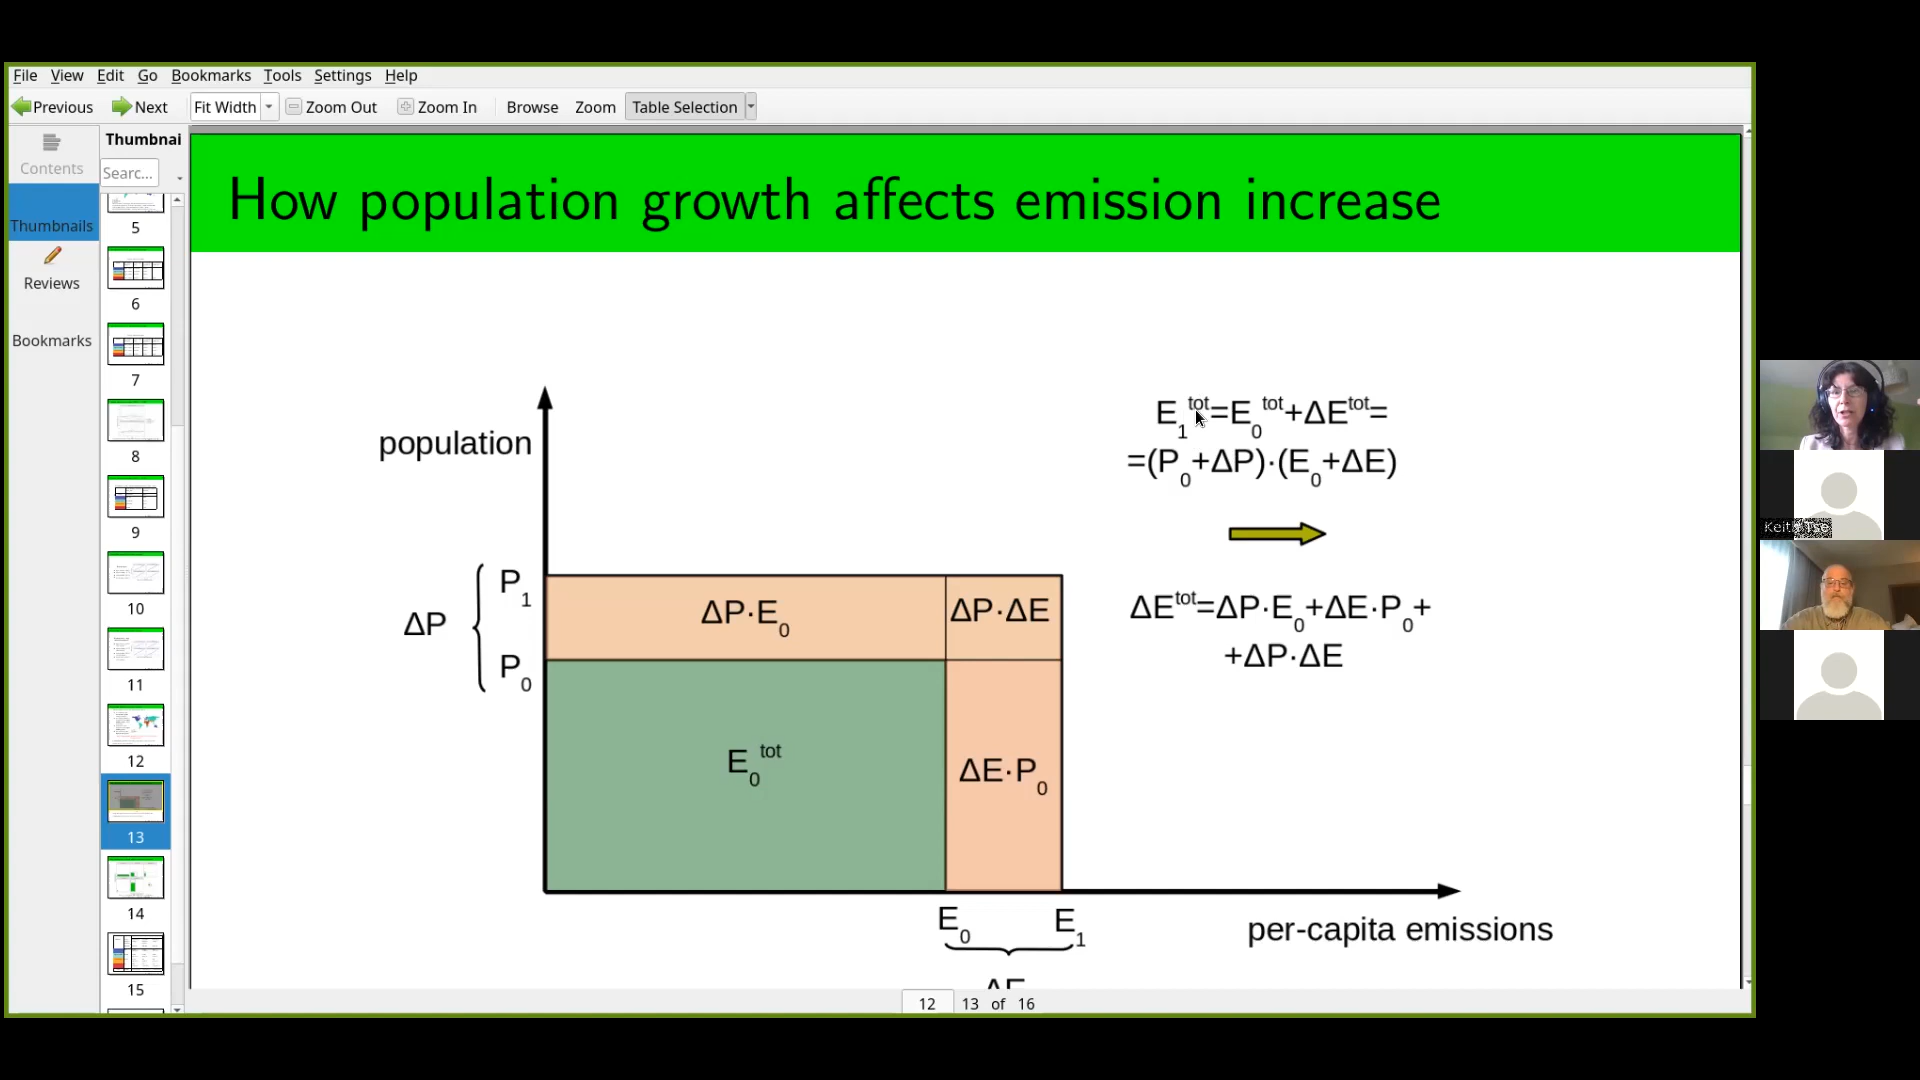 File View Edit Go Bookmarks Tools Settings Help
Previous Next Fit Width Zoom Out Zoom In Browse Zoom Table Selection
Contents
Thumbnails
Reviews
Bookmarks
Thumbnai
Searc...
5
6
7
8
9
10
11
12
13
14
15
How population growth affects emission increase
population
E₁ᵗᵒᵗ=E₀ᵗᵒᵗ+ΔEᵗᵒᵗ=
=(P₀+ΔP)·(E₀+ΔE)
ΔP
P₁
P₀
ΔP·E₀
ΔP·ΔE
ΔEᵗᵒᵗ=ΔP·E₀+ΔE·P₀+
+ΔP·ΔE
E₀ᵗᵒᵗ
ΔE·P₀
E₀
E₁
per-capita emissions
ΔE
12 13 of 16